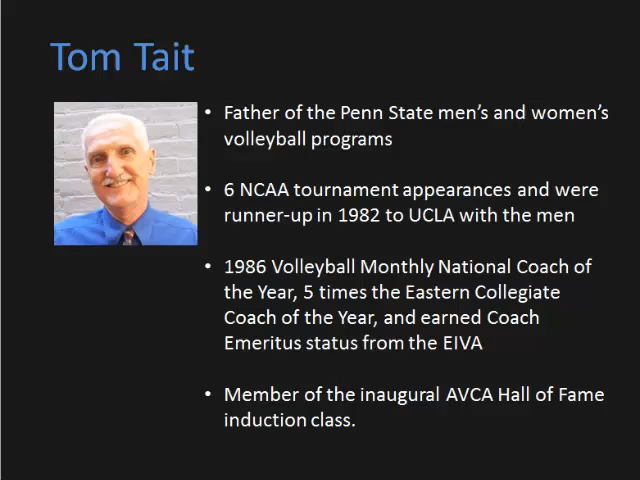 Tom Tait
• Father of the Penn State men's and women's
volleyball programs
• 6 NCAA tournament appearances and were
runner-up in 1982 to UCLA with the men
• 1986 Volleyball Monthly National Coach of
the Year, 5 times the Eastern Collegiate
Coach of the Year, and earned Coach
Emeritus status from the EIVA
• Member of the inaugural AVCA Hall of Fame
induction class.